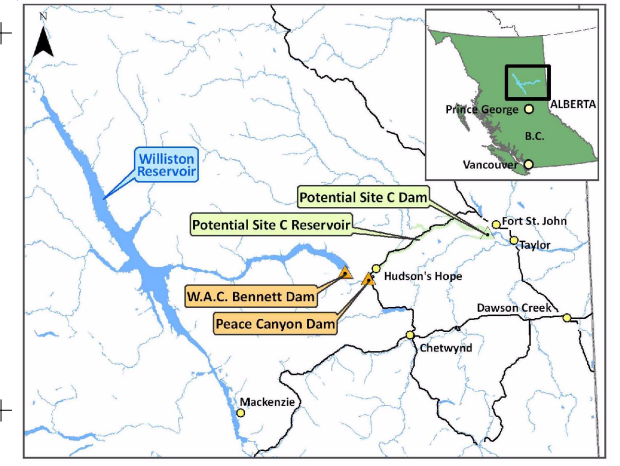 N
ALBERTA
Prince George
B.C.
Vancouver
Williston
Reservoir
Potential Site C Dam
Potential Site C Reservoir
Fort St. John
Taylor
Hudson's Hope
W.A.C. Bennett Dam
Peace Canyon Dam
Dawson Creek
Chetwynd
Mackenzie